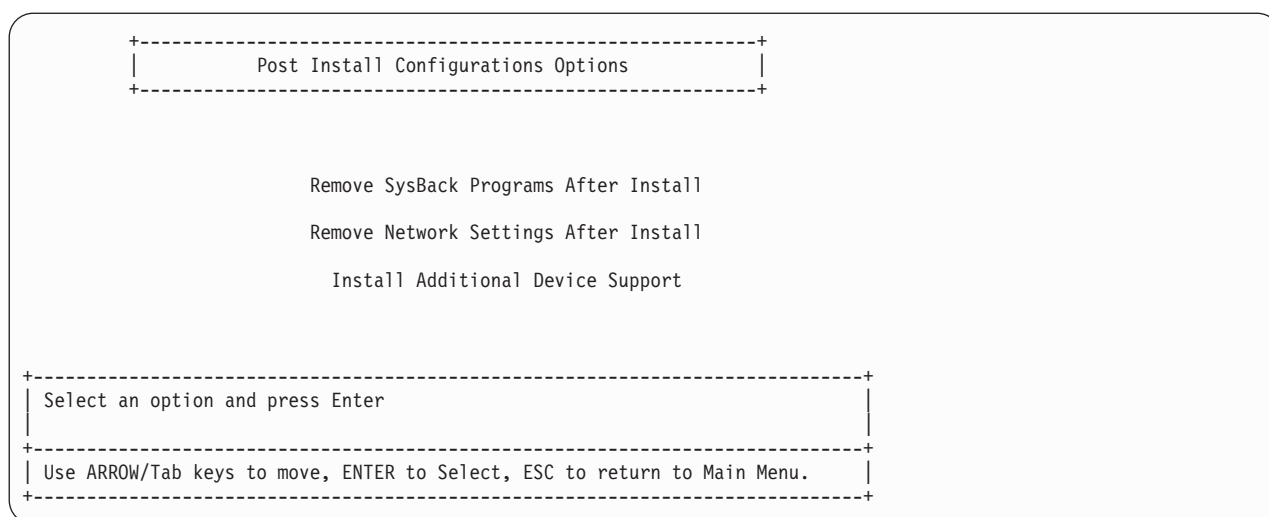 Post Install Configurations Options
Remove SysBack Programs After Install
Remove Network Settings After Install
Install Additional Device Support
Select an option and press Enter
Use ARROW/Tab keys to move, ENTER to Select, ESC to return to Main Menu.